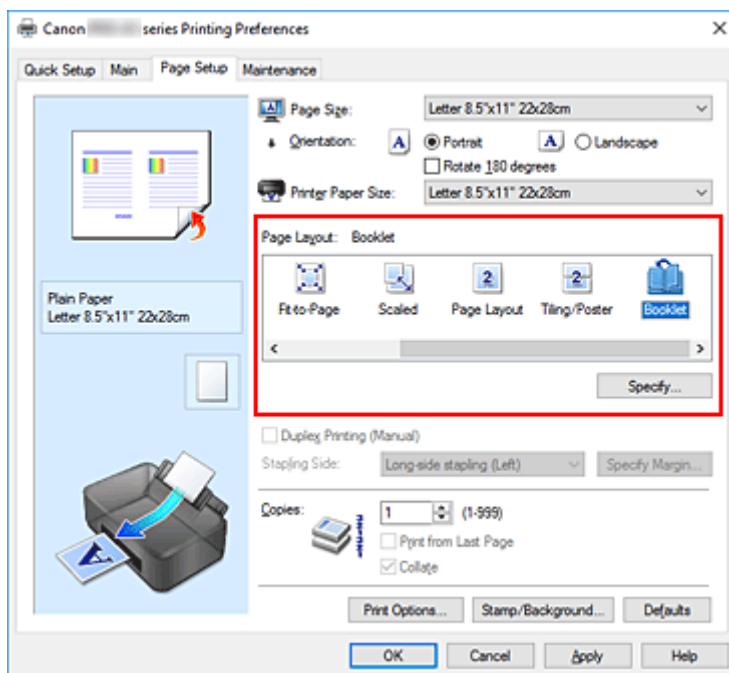 Canon series Printing Preferences
Quick Setup Main Page Setup Maintenance
Page Size: Letter 8.5"x11" 22x28cm
Orientation: A Portrait A Landscape
Rotate 180 degrees
Printer Paper Size: Letter 8.5"x11" 22x28cm
Page Layout: Booklet
Fit-to-Page Scaled Page Layout Tiling/Poster Booklet
Plain Paper
Letter 8.5"x11" 22x28cm
Specify...
Duplex Printing (Manual)
Stapling Side: Long-side stapling (Left) Specify Margin...
Copies: 1 (1-999)
Print from Last Page
Collate
Print Options... Stamp/Background... Defaults
OK Cancel Apply Help